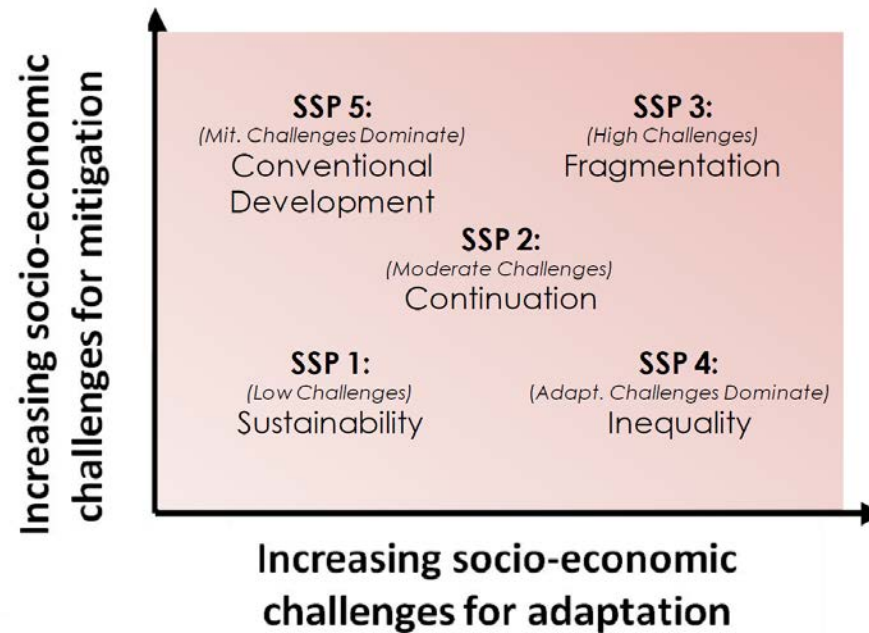 Increasing socio-economic
challenges for mitigation
SSP 5:
(Mit. Challenges Dominate)
Conventional
Development
SSP 3:
(High Challenges)
Fragmentation
SSP 2:
(Moderate Challenges)
Continuation
SSP 1:
(Low Challenges)
Sustainability
SSP 4:
(Adapt. Challenges Dominate)
Inequality
Increasing socio-economic
challenges for adaptation